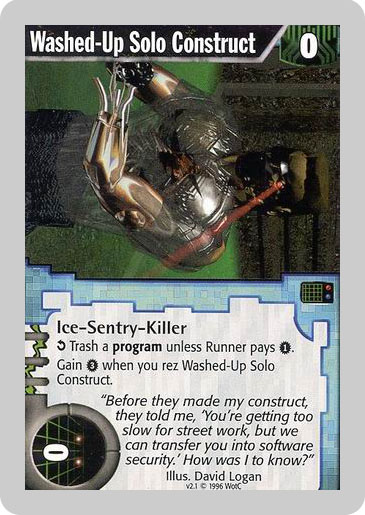 Washed-Up Solo Construct
0
Ice-Sentry-Killer
Trash a program unless Runner pays 1.
Gain 3 when you rez Washed-Up Solo
Construct.
"Before they made my construct,
they told me, 'You're getting too
slow for street work, but we
can transfer you into software
security.' How was I to know?"
Illus. David Logan
v2.1 © 1996 WotC
0